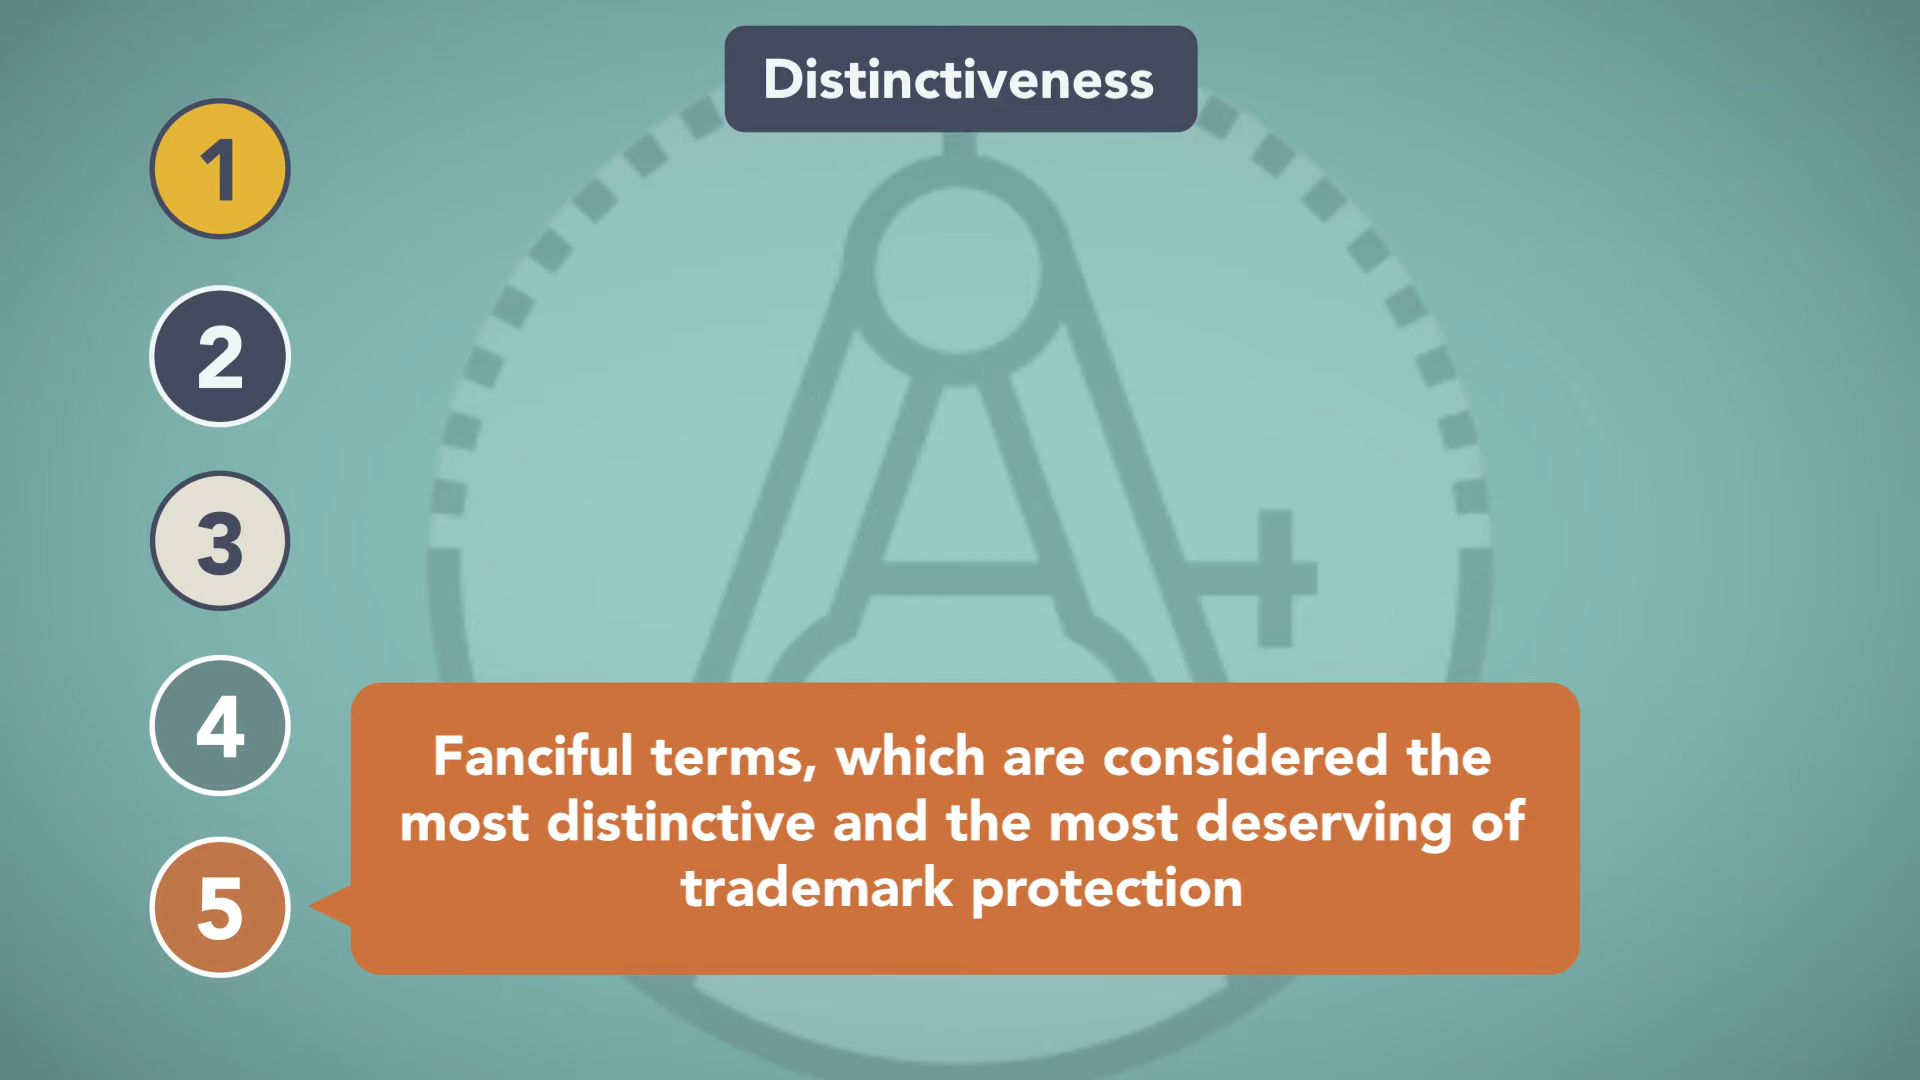 Distinctiveness
1
2
3
4
5
Fanciful terms, which are considered the
most distinctive and the most deserving of
trademark protection